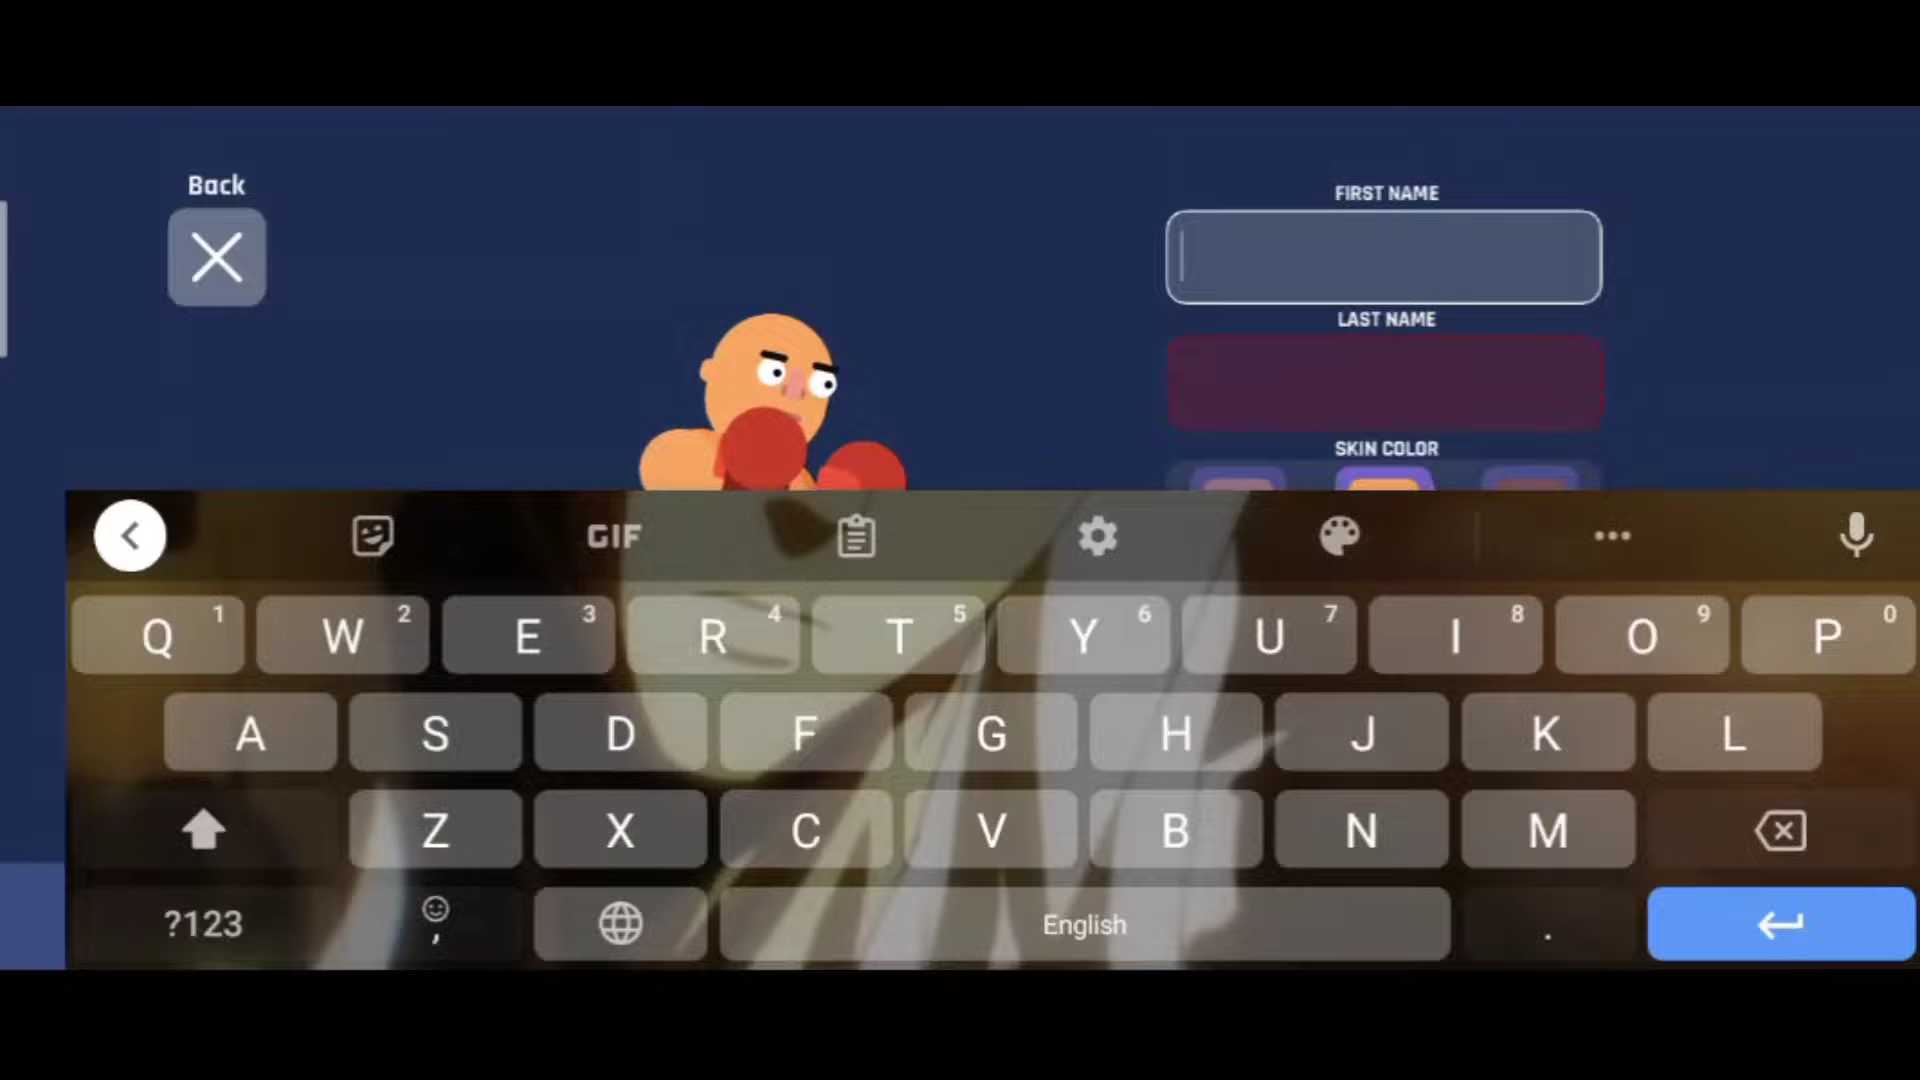 Back
FIRST NAME
LAST NAME
SKIN COLOR
GIF
Q 1 W 2 E 3 R 4 T 5 Y 6 U 7 I 8 O 9 P 0
A S D F G H J K L
Z X C V B N M
?123 , English .